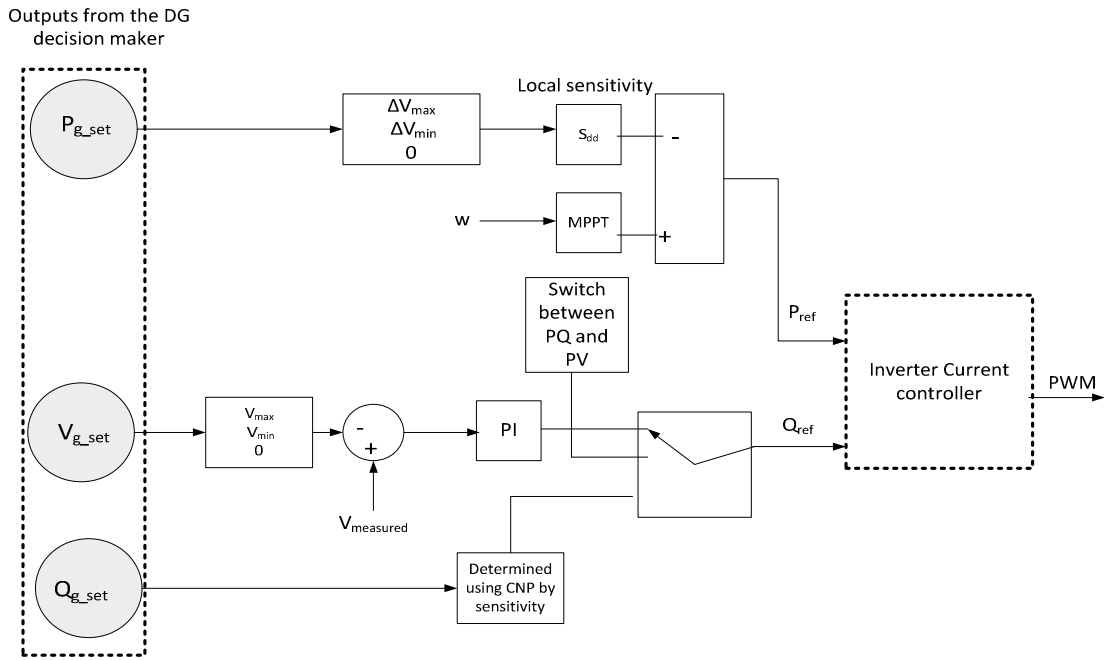 Outputs from the DG
decision maker
Pg_set
ΔVmax
ΔVmin
0
Local sensitivity
Sdd
-
w
MPPT
+
Switch
between
PQ and
PV
Pref
Inverter Current
controller
PWM
Vg_set
Vmax
Vmin
0
-
+
Vmeasured
PI
Qref
Qg_set
Determined
using CNP by
sensitivity